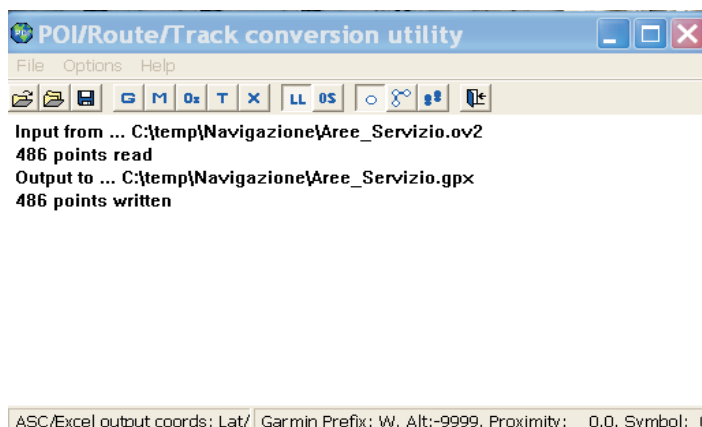 POI/Route/Track conversion utility
File Options Help
G M Oz T X LL OS
Input from ... C:\temp\Navigazione\Aree_Servizio.ov2
486 points read
Output to ... C:\temp\Navigazione\Aree_Servizio.gpx
486 points written
ASC/Excel output coords: Lat/ Garmin Prefix: W, Alt:-9999, Proximity: 0.0, Symbol: